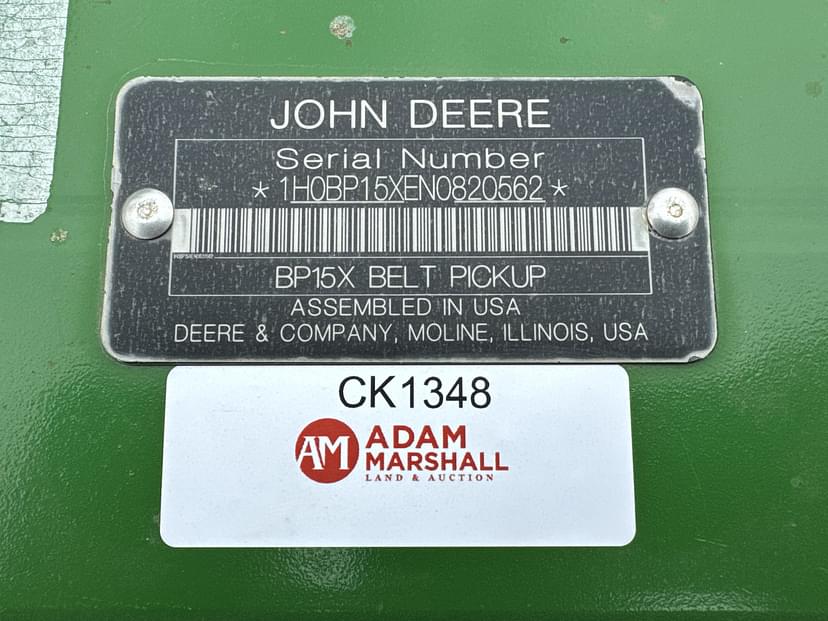 JOHN DEERE
Serial Number
*1H0BP15XEN0820562*
BP15X BELT PICKUP
ASSEMBLED IN USA
DEERE & COMPANY, MOLINE, ILLINOIS, USA
CK1348
AM
ADAM
MARSHALL
LAND & AUCTION